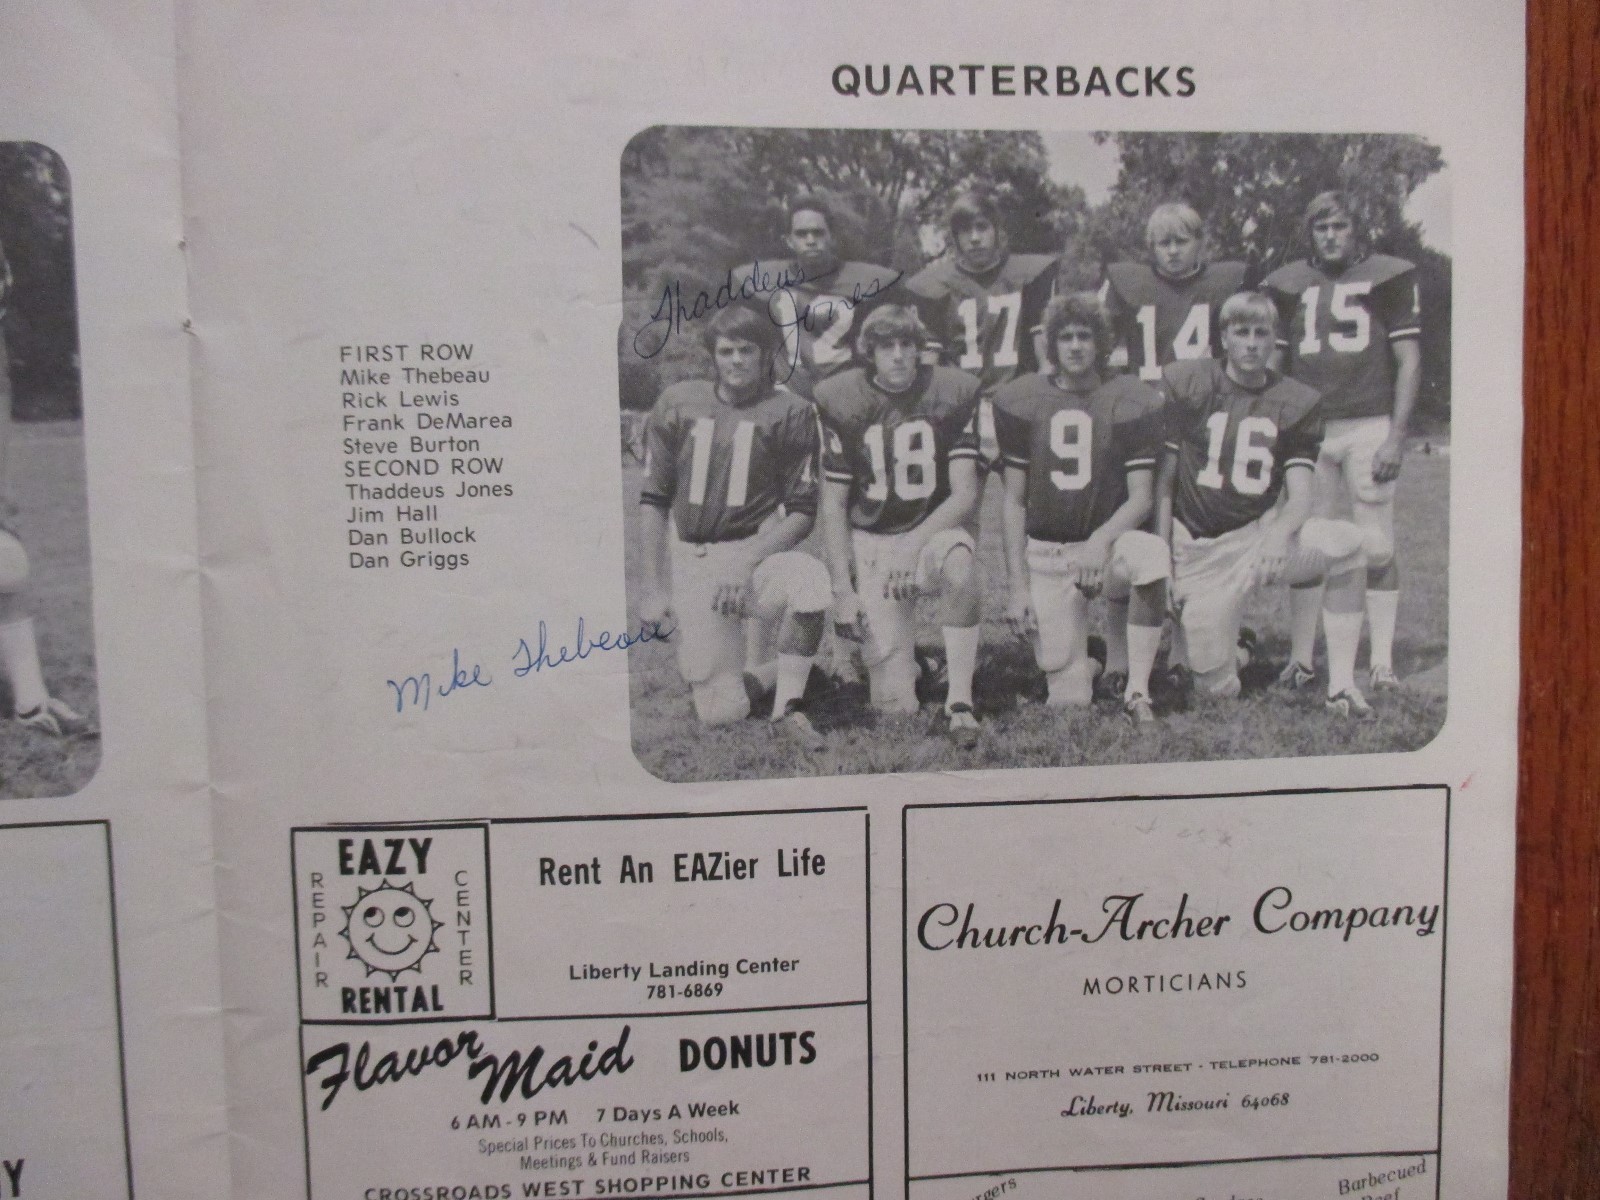 QUARTERBACKS
FIRST ROW
Mike Thebeau
Rick Lewis
Frank DeMarea
Steve Burton
SECOND ROW
Thaddeus Jones
Jim Hall
Dan Bullock
Dan Griggs
Thaddeus
Jones
17
14
15
11
18
9
16
Mike Thebeau
EAZY
REPAIR
CENTER
RENTAL
Rent An EAZier Life
Liberty Landing Center
781-6869
Flavor Maid DONUTS
6 AM - 9 PM 7 Days A Week
Special Prices To Churches, Schools,
Meetings & Fund Raisers
CROSSROADS WEST SHOPPING CENTER
Church-Archer Company
MORTICIANS
111 NORTH WATER STREET - TELEPHONE 781-2000
Liberty, Missouri 64068
Barbecued
Y